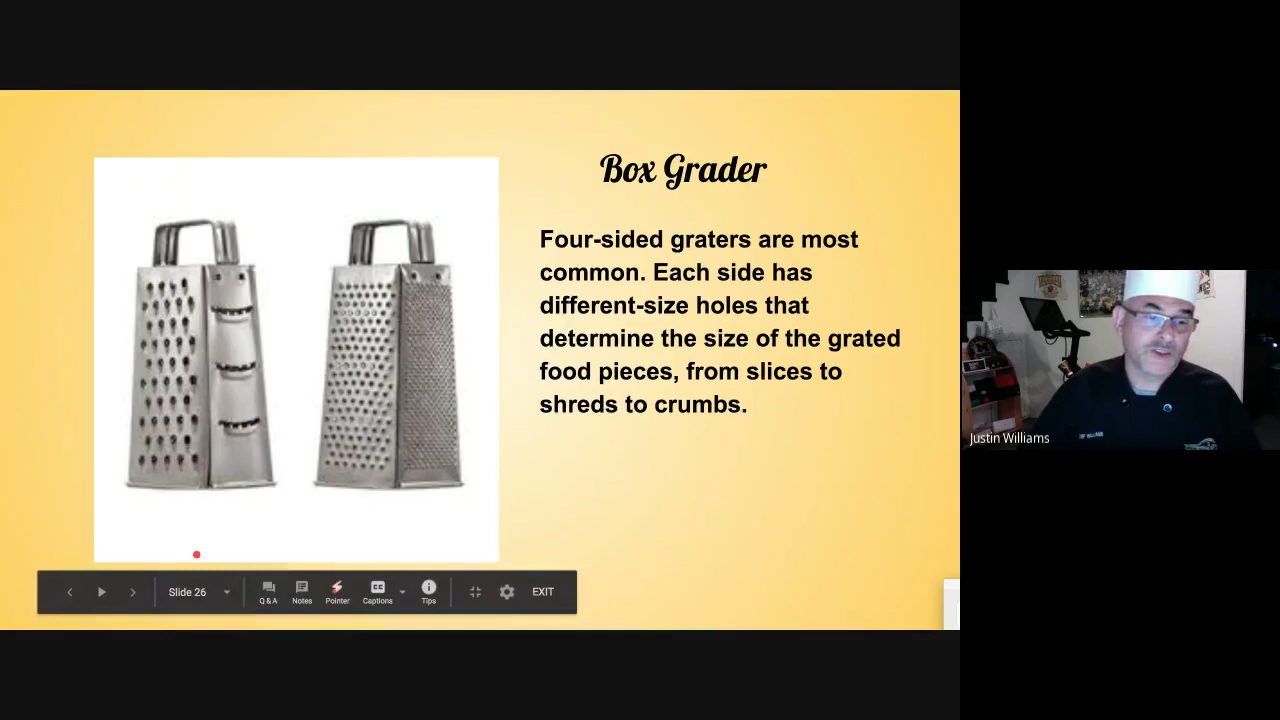 Box Grader
Four-sided graters are most
common. Each side has
different-size holes that
determine the size of the grated
food pieces, from slices to
shreds to crumbs.
Justin Williams
Slide 26
Q & A
Notes
Pointer
CC
Captions
Tips
EXIT